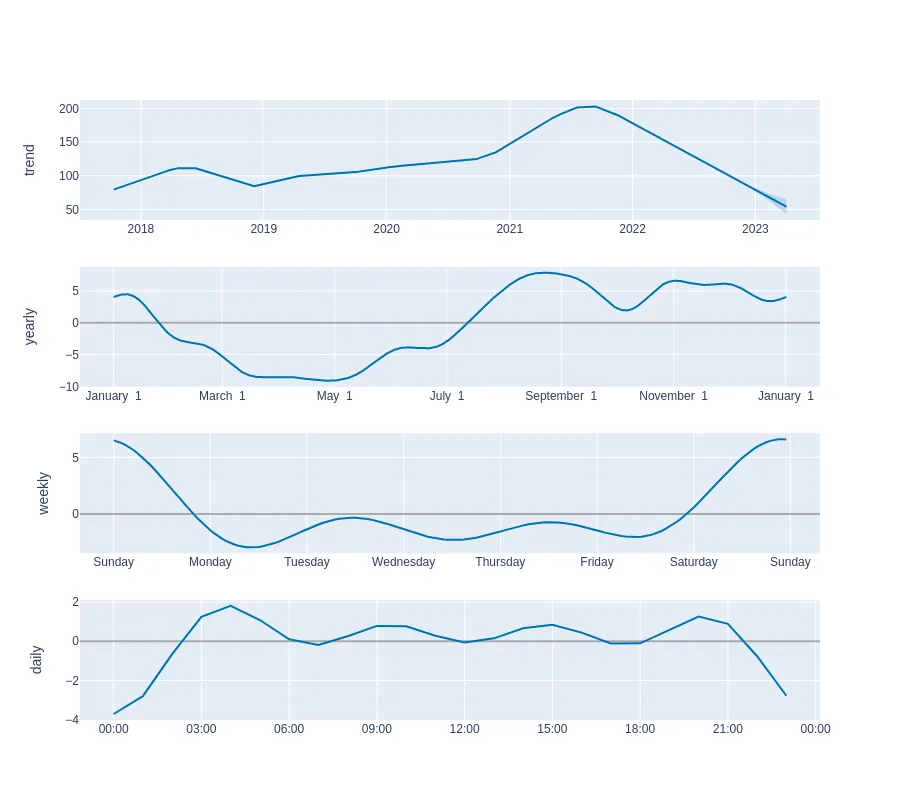 trend
200
150
100
50
2018 2019 2020 2021 2022 2023
yearly
5
0
−5
−10
January 1 March 1 May 1 July 1 September 1 November 1 January 1
weekly
5
0
Sunday Monday Tuesday Wednesday Thursday Friday Saturday Sunday
daily
2
0
−2
−4
00:00 03:00 06:00 09:00 12:00 15:00 18:00 21:00 00:00